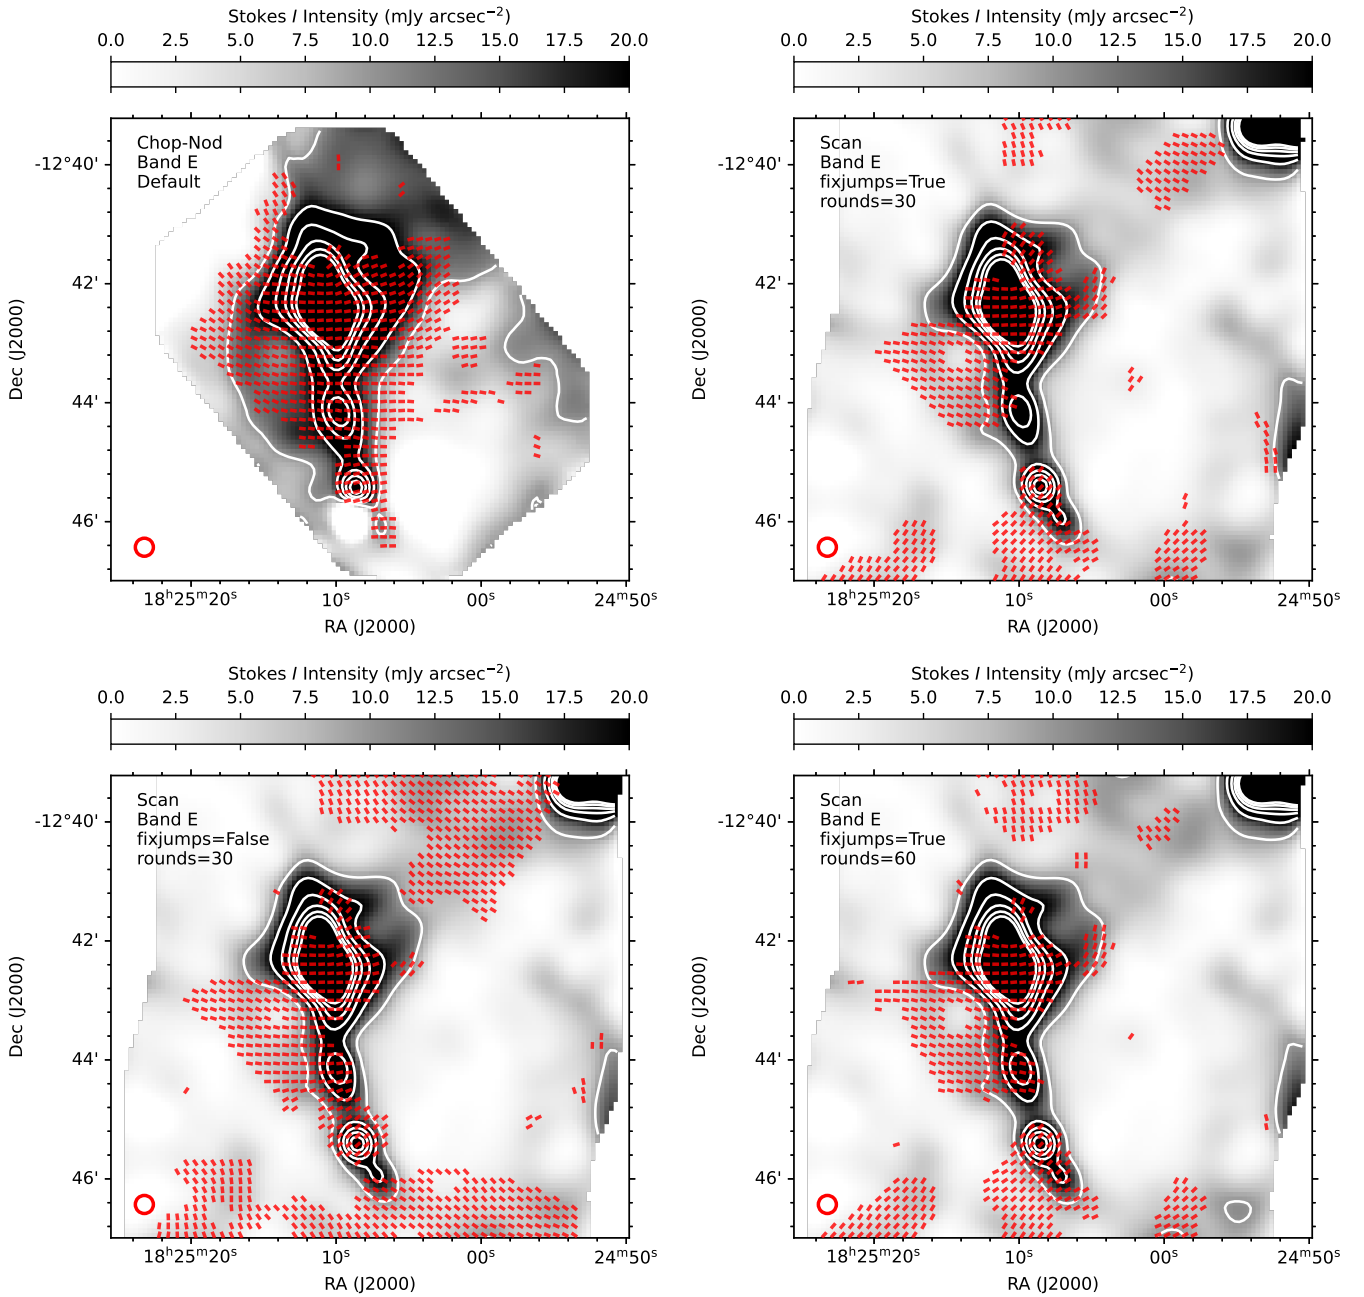 Stokes I Intensity (mJy arcsec−2)
0.0 2.5 5.0 7.5 10.0 12.5 15.0 17.5 20.0
Chop-Nod
Band E
Default
-12°40'
42'
44'
46'
Dec (J2000)
18h25m20s 10s 00s 24m50s
RA (J2000)
Stokes I Intensity (mJy arcsec−2)
0.0 2.5 5.0 7.5 10.0 12.5 15.0 17.5 20.0
Scan
Band E
fixjumps=True
rounds=30
-12°40'
42'
44'
46'
Dec (J2000)
18h25m20s 10s 00s 24m50s
RA (J2000)
Stokes I Intensity (mJy arcsec−2)
0.0 2.5 5.0 7.5 10.0 12.5 15.0 17.5 20.0
Scan
Band E
fixjumps=False
rounds=30
-12°40'
42'
44'
46'
Dec (J2000)
18h25m20s 10s 00s 24m50s
RA (J2000)
Stokes I Intensity (mJy arcsec−2)
0.0 2.5 5.0 7.5 10.0 12.5 15.0 17.5 20.0
Scan
Band E
fixjumps=True
rounds=60
-12°40'
42'
44'
46'
Dec (J2000)
18h25m20s 10s 00s 24m50s
RA (J2000)